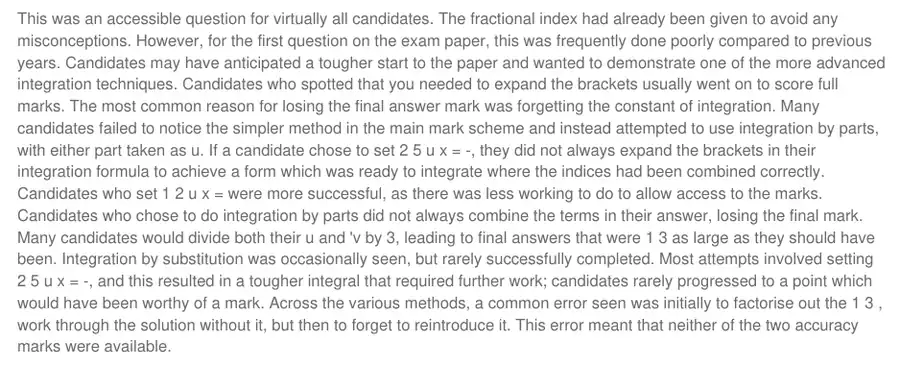 This was an accessible question for virtually all candidates. The fractional index had already been given to avoid any
misconceptions. However, for the first question on the exam paper, this was frequently done poorly compared to previous
years. Candidates may have anticipated a tougher start to the paper and wanted to demonstrate one of the more advanced
integration techniques. Candidates who spotted that you needed to expand the brackets usually went on to score full
marks. The most common reason for losing the final answer mark was forgetting the constant of integration. Many
candidates failed to notice the simpler method in the main mark scheme and instead attempted to use integration by parts,
with either part taken as u. If a candidate chose to set 2 5 u x = -, they did not always expand the brackets in their
integration formula to achieve a form which was ready to integrate where the indices had been combined correctly.
Candidates who set 1 2 u x = were more successful, as there was less working to do to allow access to the marks.
Candidates who chose to do integration by parts did not always combine the terms in their answer, losing the final mark.
Many candidates would divide both their u and 'v by 3, leading to final answers that were 1 3 as large as they should have
been. Integration by substitution was occasionally seen, but rarely successfully completed. Most attempts involved setting
2 5 u x = -, and this resulted in a tougher integral that required further work; candidates rarely progressed to a point which
would have been worthy of a mark. Across the various methods, a common error seen was initially to factorise out the 1 3 ,
work through the solution without it, but then to forget to reintroduce it. This error meant that neither of the two accuracy
marks were available.